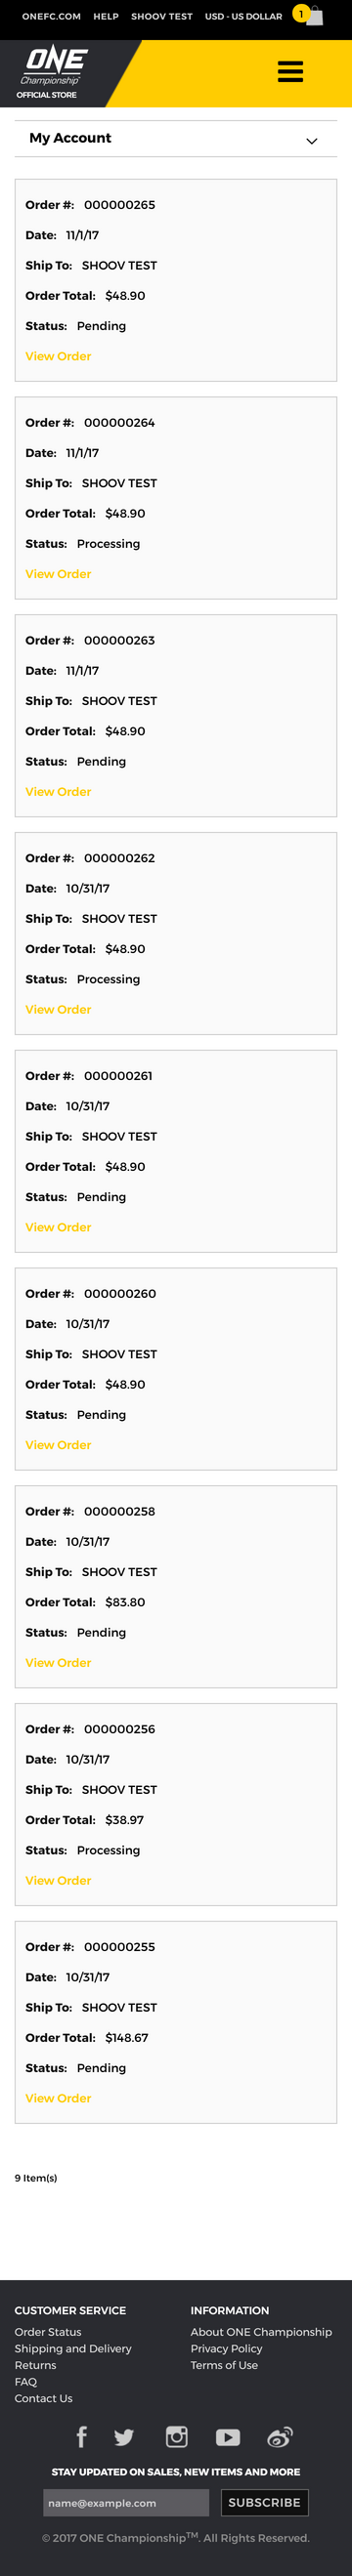 ONEFC.COM HELP SHOOV TEST USD - US DOLLAR 1
ONE
Championship
OFFICIAL STORE
My Account
Order #: 000000265
Date: 11/1/17
Ship To: SHOOV TEST
Order Total: $48.90
Status: Pending
View Order
Order #: 000000264
Date: 11/1/17
Ship To: SHOOV TEST
Order Total: $48.90
Status: Processing
View Order
Order #: 000000263
Date: 11/1/17
Ship To: SHOOV TEST
Order Total: $48.90
Status: Pending
View Order
Order #: 000000262
Date: 10/31/17
Ship To: SHOOV TEST
Order Total: $48.90
Status: Processing
View Order
Order #: 000000261
Date: 10/31/17
Ship To: SHOOV TEST
Order Total: $48.90
Status: Pending
View Order
Order #: 000000260
Date: 10/31/17
Ship To: SHOOV TEST
Order Total: $48.90
Status: Pending
View Order
Order #: 000000258
Date: 10/31/17
Ship To: SHOOV TEST
Order Total: $83.80
Status: Pending
View Order
Order #: 000000256
Date: 10/31/17
Ship To: SHOOV TEST
Order Total: $38.97
Status: Processing
View Order
Order #: 000000255
Date: 10/31/17
Ship To: SHOOV TEST
Order Total: $148.67
Status: Pending
View Order
9 Item(s)
CUSTOMER SERVICE
Order Status
Shipping and Delivery
Returns
FAQ
Contact Us
INFORMATION
About ONE Championship
Privacy Policy
Terms of Use
STAY UPDATED ON SALES, NEW ITEMS AND MORE
name@example.com SUBSCRIBE
© 2017 ONE Championship™. All Rights Reserved.